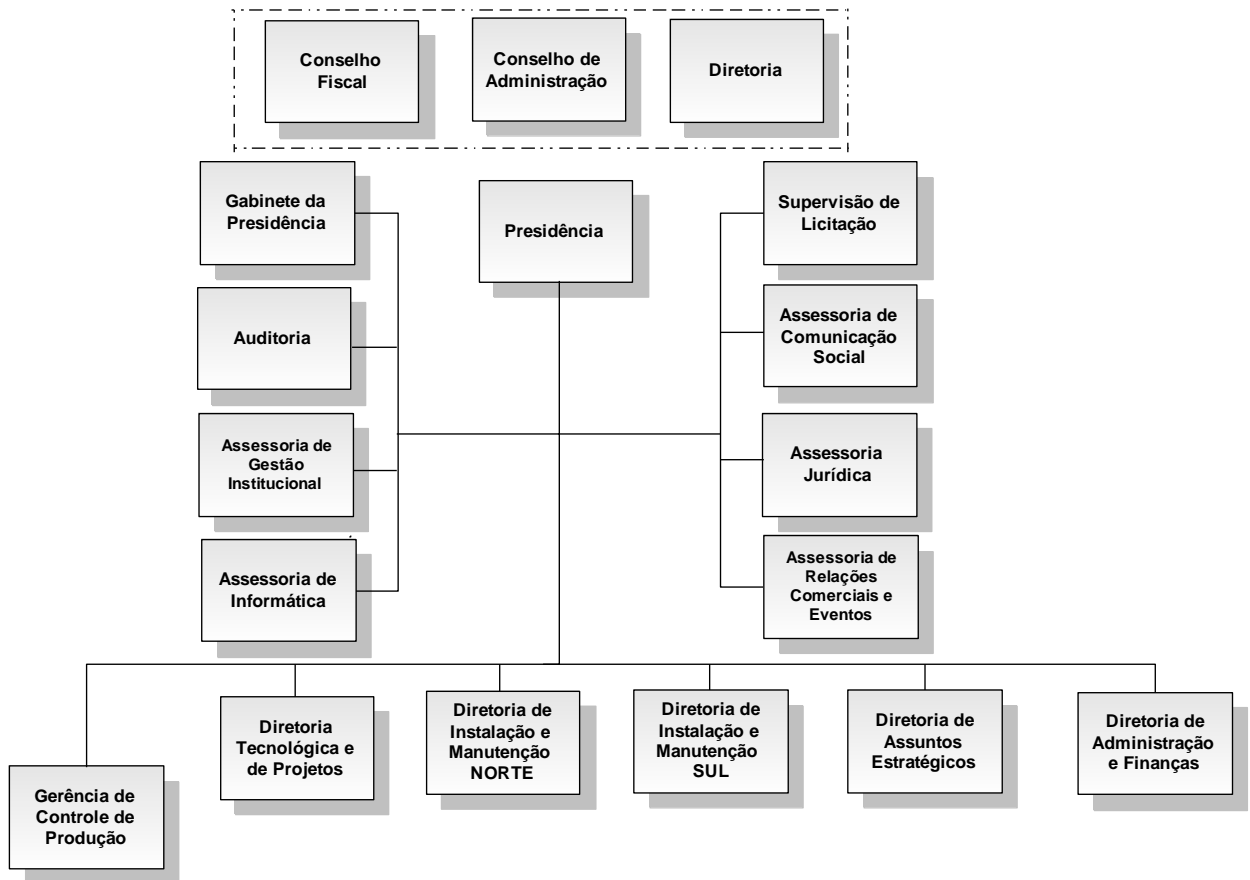 Conselho
Fiscal
Conselho de
Administração
Diretoria
Gabinete da
Presidência
Presidência
Supervisão de
Licitação
Auditoria
Assessoria de
Comunicação
Social
Assessoria de
Gestão
Institucional
Assessoria
Jurídica
Assessoria de
Informática
Assessoria de
Relações
Comerciais e
Eventos
Gerência de
Controle de
Produção
Diretoria
Tecnológica e
de Projetos
Diretoria de
Instalação e
Manutenção
NORTE
Diretoria de
Instalação e
Manutenção
SUL
Diretoria de
Assuntos
Estratégicos
Diretoria de
Administração
e Finanças